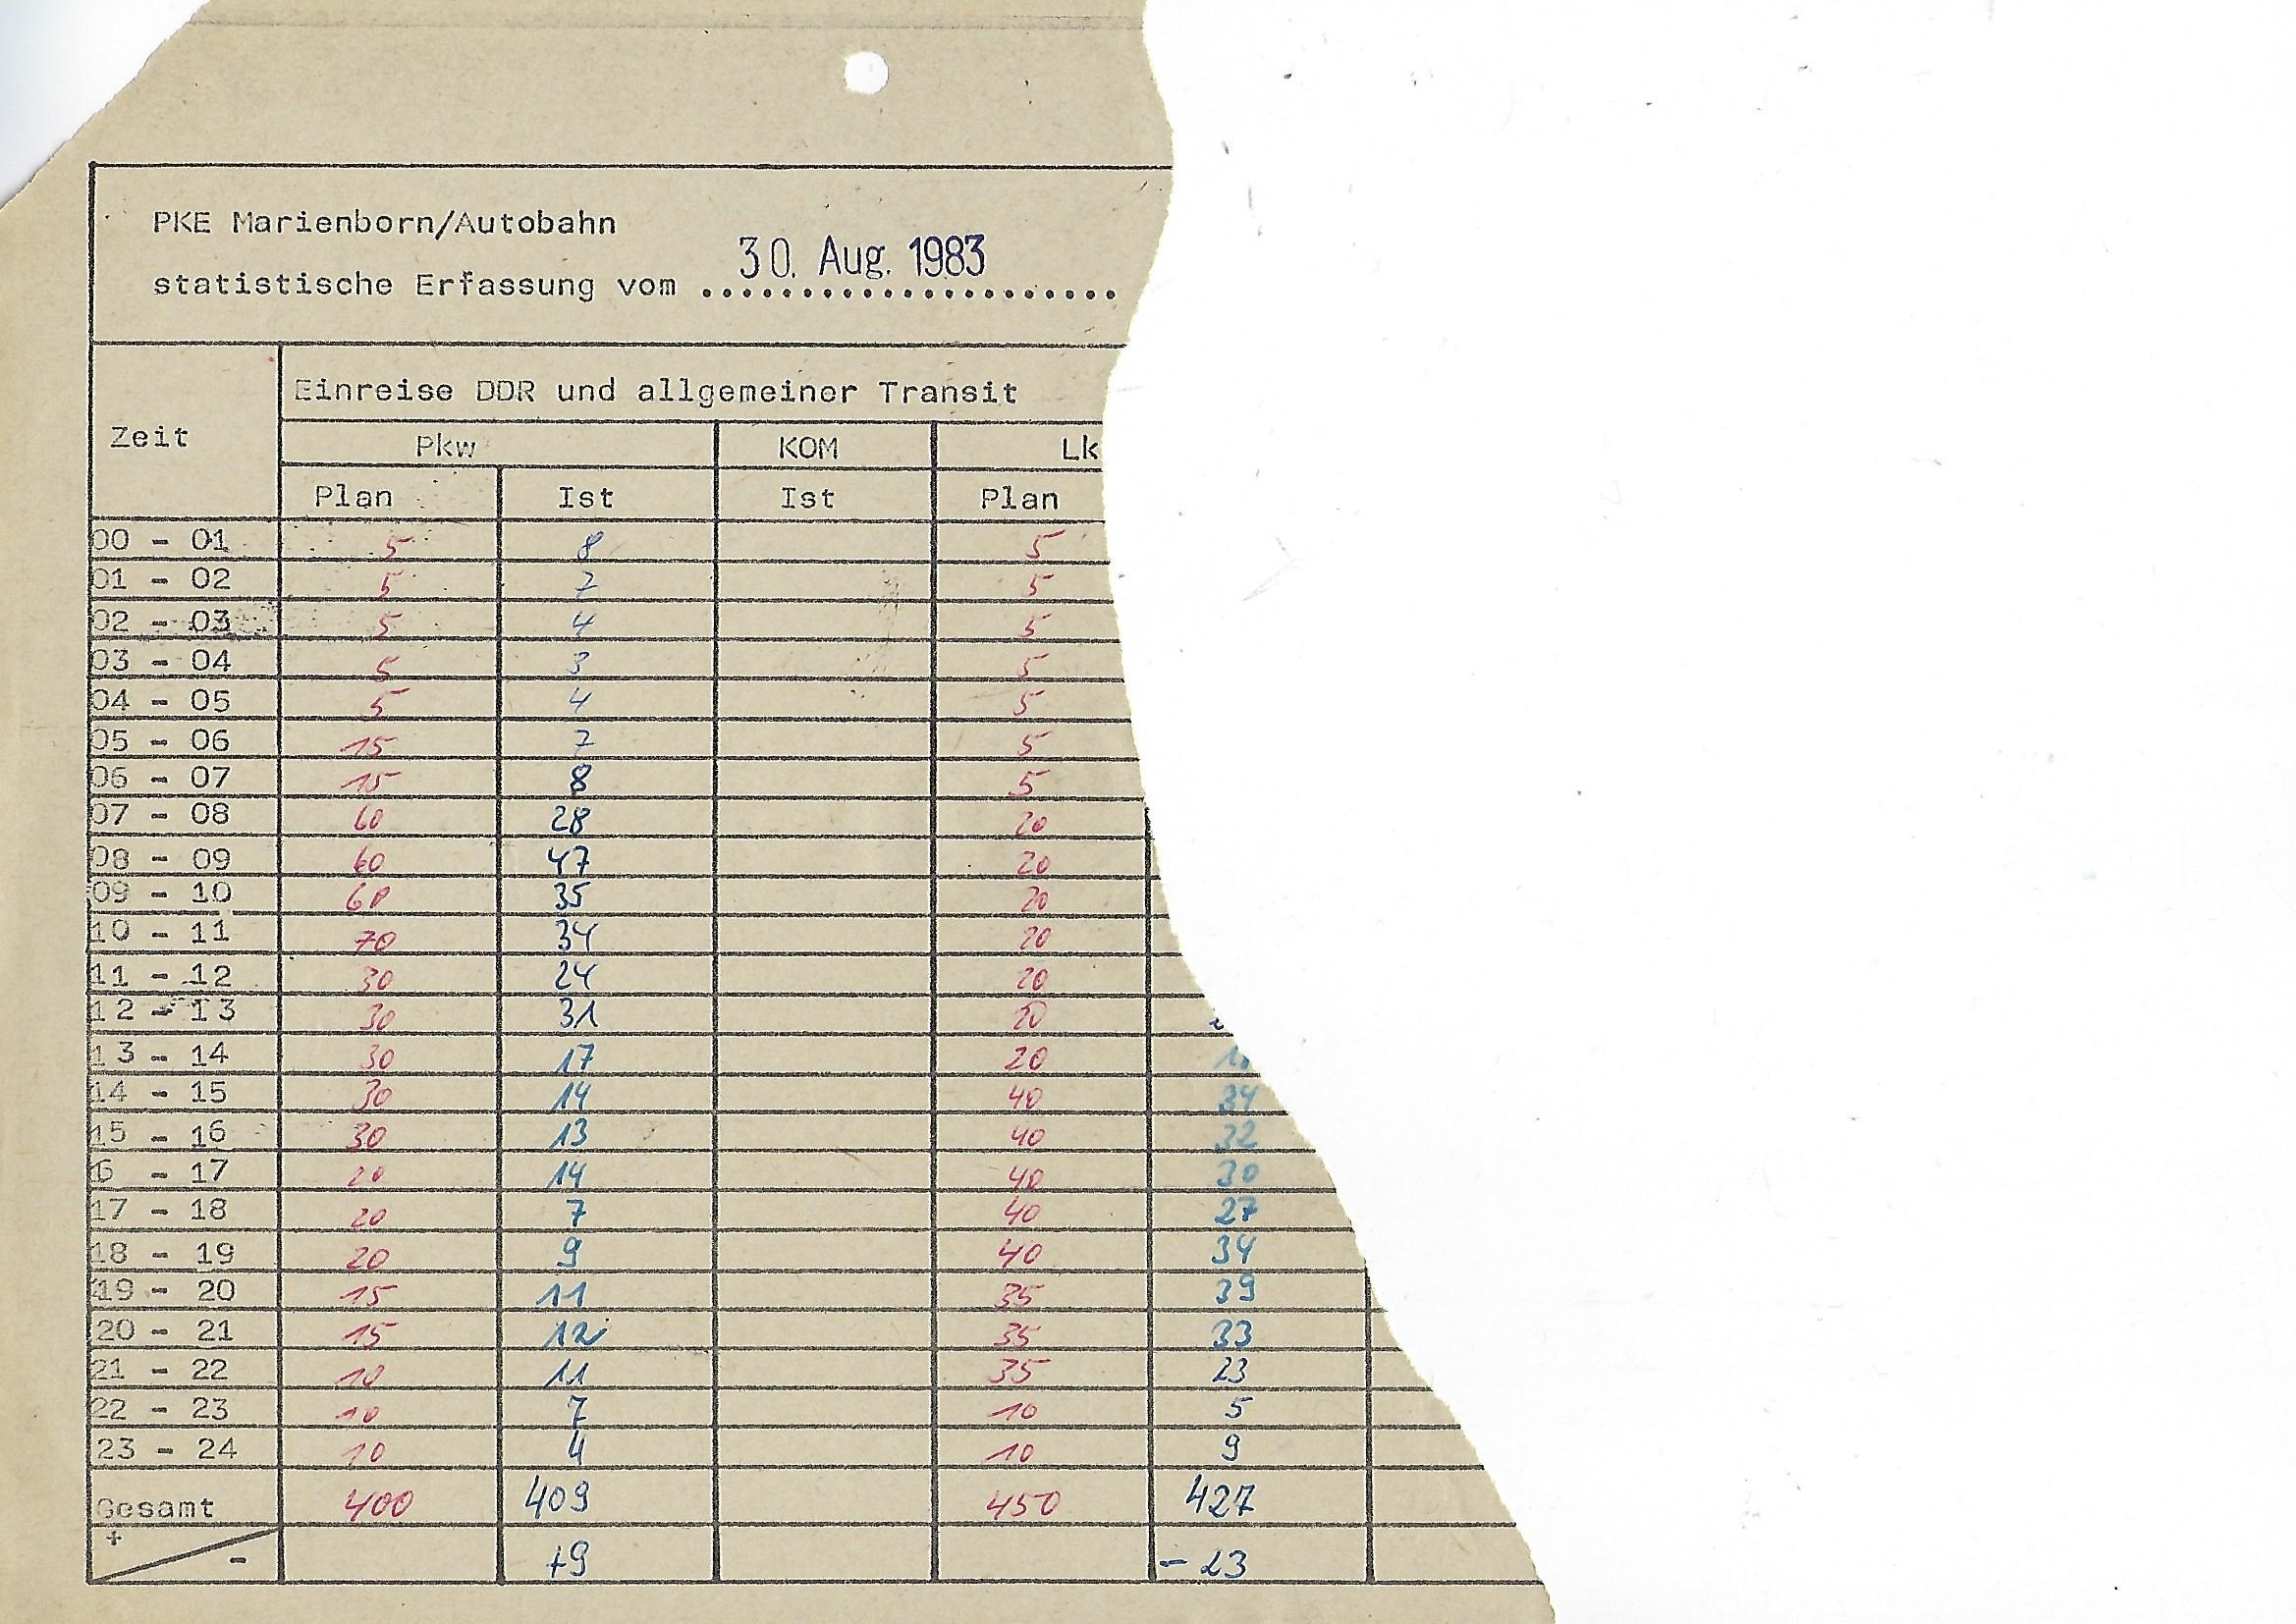 PKE Marienborn/Autobahn
30. Aug. 1983
statistische Erfassung vom ......................
Einreise DDR und allgemeiner Transit
Zeit
Pkw KOM Lk
Plan Ist Ist Plan
00 - 01 5 8 5
01 - 02 5 7 5
02 - 03 5 4 5
03 - 04 5 3 5
04 - 05 5 4 5
05 - 06 15 7 5
06 - 07 15 8 5
07 - 08 60 28 20
08 - 09 60 47 20
09 - 10 60 35 20
10 - 11 70 34 20
11 - 12 30 24 20
12 - 13 30 31 20
13 - 14 30 17 20
14 - 15 30 14 40 34
15 - 16 30 13 40 32
6 - 17 20 14 40 30
17 - 18 20 7 40 27
18 - 19 20 9 40 34
19 - 20 15 11 35 39
20 - 21 15 12 35 33
21 - 22 10 11 35 23
22 - 23 10 7 10 5
23 - 24 10 4 10 9
Gesamt 400 409 450 427
+ - +9 - 23